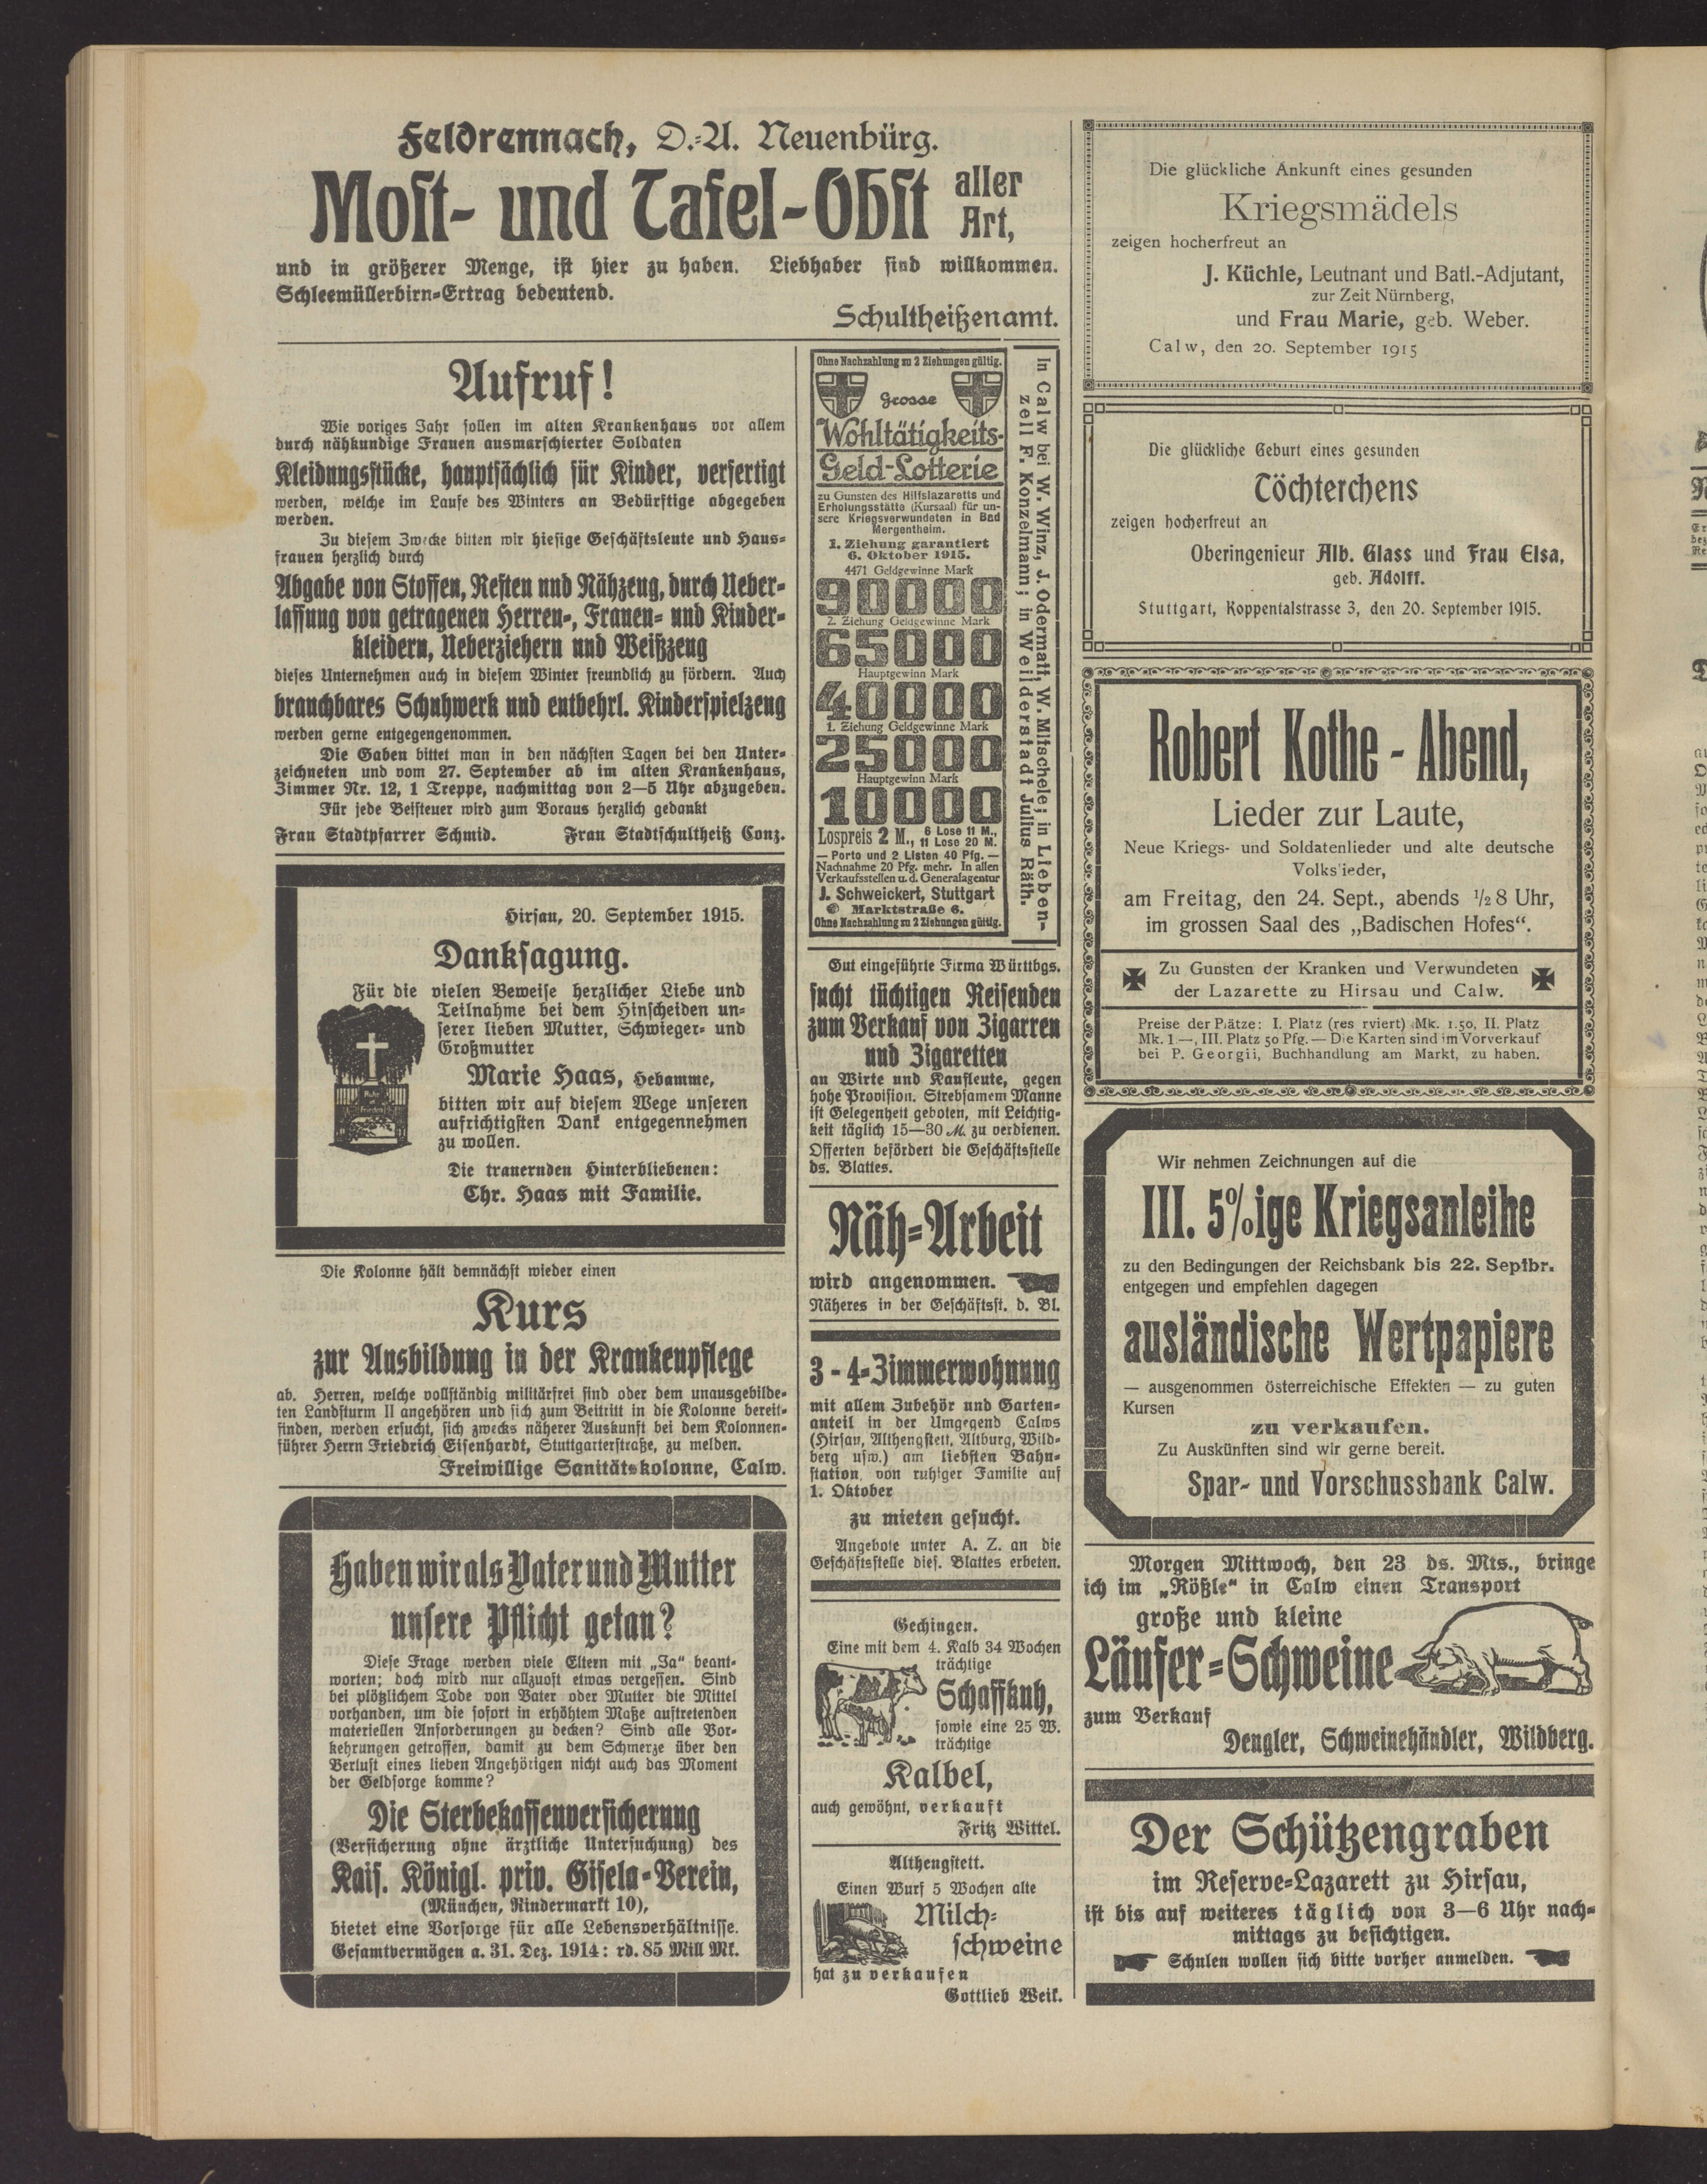 Feldrennach, O.-A. Neuenbürg.
Most- und Tafel-Obst aller
Art,
und in größerer Menge, ist hier zu haben. Liebhaber sind willkommen.
Schleemüllerbirn-Ertrag bedeutend.
Schultheißenamt.
Aufruf!
Wie voriges Jahr sollen im alten Krankenhaus vor allem
durch nähkundige Frauen ausmarschierter Soldaten
Kleidungsstücke, hauptsächlich für Kinder, verfertigt
werden, welche im Laufe des Winters an Bedürftige abgegeben
werden.
Zu diesem Zwecke bitten wir hiesige Geschäftsleute und Haus-
frauen herzlich durch
Abgabe von Stoffen, Resten und Nähzeug, durch Ueber-
lassung von getragenen Herren-, Frauen- und Kinder-
kleidern, Ueberziehern und Weißzeug
dieses Unternehmen auch in diesem Winter freundlich zu fördern. Auch
brauchbares Schuhwerk und entbehrl. Kinderspielzeug
werden gerne entgegengenommen.
Die Gaben bittet man in den nächsten Tagen bei den Unter-
zeichneten und vom 27. September ab im alten Krankenhaus,
Zimmer Nr. 12, 1 Treppe, nachmittag von 2—5 Uhr abzugeben.
Für jede Beisteuer wird zum Voraus herzlich gedankt
Frau Stadtpfarrer Schmid. Frau Stadtschultheiß Conz.
Hirsau, 20. September 1915.
Danksagung.
Für die vielen Beweise herzlicher Liebe und
Teilnahme bei dem Hinscheiden un-
serer lieben Mutter, Schwieger- und
Großmutter
Marie Haas, Hebamme,
bitten wir auf diesem Wege unseren
aufrichtigsten Dank entgegennehmen
zu wollen.
Die trauernden Hinterbliebenen:
Chr. Haas mit Familie.
Die Kolonne hält demnächst wieder einen
Kurs
zur Ausbildung in der Krankenpflege
ab. Herren, welche vollständig militärfrei sind oder dem unausgebilde-
ten Landsturm II angehören und sich zum Beitritt in die Kolonne bereit-
finden, werden ersucht, sich zwecks näherer Auskunft bei dem Kolonnen-
führer Herrn Friedrich Eisenhardt, Stuttgarterstraße, zu melden.
Freiwillige Sanitätskolonne, Calw.
Haben wir als Vater und Mutter
unsere Pflicht getan?
Diese Frage werden viele Eltern mit „Ja“ beant-
worten; doch wird nur allzuoft etwas vergessen. Sind
bei plötzlichem Tode von Vater oder Mutter die Mittel
vorhanden, um die sofort in erhöhtem Maße auftretenden
materiellen Anforderungen zu decken? Sind alle Vor-
kehrungen getroffen, damit zu dem Schmerze über den
Verlust eines lieben Angehörigen nicht auch das Moment
der Geldsorge komme?
Die Sterbekassenversicherung
(Versicherung ohne ärztliche Untersuchung) des
Kais. Königl. priv. Gisela-Verein,
(München, Rindermarkt 10),
bietet eine Vorsorge für alle Lebensverhältnisse.
Gesamtvermögen a. 31. Dez. 1914: rd. 85 Mill Mk.
Ohne Nachzahlung zu 2 Ziehungen gültig.
Grosse
Wohltätigkeits-
Geld-Lotterie
zu Gunsten des Hilfslazaretts und
Erholungsstätte (Kursaal) für un-
sere Kriegsverwundeten in Bad
Mergentheim.
1. Ziehung garantiert
6. Oktober 1915.
4471 Geldgewinne Mark
90000
2. Ziehung Geldgewinne Mark
65000
Hauptgewinn Mark
40000
1. Ziehung Geldgewinne Mark
25000
Hauptgewinn Mark
10000
Lospreis 2 M., 6 Lose 11 M.,
11 Lose 20 M.
— Porto und 2 Listen 40 Pfg. —
Nachnahme 20 Pfg. mehr. In allen
Verkaufsstellen u. d. Generalagentur
J. Schweickert, Stuttgart
Marktstraße 6.
Ohne Nachzahlung zu 2 Ziehungen gültig.
In Calw bei W. Winz, J. Odermatt, W. Mitschele; in Lieben-
zell F. Konzelmann; in Weilderstadt Julius Räth.
Gut eingeführte Firma Württbgs.
sucht tüchtigen Reisenden
zum Verkauf von Zigarren
und Zigaretten
an Wirte und Kaufleute, gegen
hohe Provision. Strebsamem Manne
ist Gelegenheit geboten, mit Leichtig-
keit täglich 15—30 M. zu verdienen.
Offerten befördert die Geschäftsstelle
ds. Blattes.
Näh-Arbeit
wird angenommen.
Näheres in der Geschäftsst. d. Bl.
3-4-Zimmerwohnung
mit allem Zubehör und Garten-
anteil in der Umgegend Calws
(Hirsau, Althengstett, Altburg, Wild-
berg usw.) am liebsten Bahn-
station, von ruhiger Familie auf
1. Oktober
zu mieten gesucht.
Angebote unter A. Z. an die
Geschäftsstelle dies. Blattes erbeten.
Gechingen.
Eine mit dem 4. Kalb 34 Wochen
trächtige
Schaffkuh,
sowie eine 25 W.
trächtige
Kalbel,
auch gewöhnt, verkauft
Fritz Wittel.
Althengstett.
Einen Wurf 5 Wochen alte
Milch-
schweine
hat zu verkaufen
Gottlieb Weik.
Die glückliche Ankunft eines gesunden
Kriegsmädels
zeigen hocherfreut an
J. Küchle, Leutnant und Batl.-Adjutant,
zur Zeit Nürnberg,
und Frau Marie, geb. Weber.
Calw, den 20. September 1915
Die glückliche Geburt eines gesunden
Töchterchens
zeigen hocherfreut an
Oberingenieur Alb. Glass und Frau Elsa,
geb. Adolff.
Stuttgart, Koppentalstrasse 3, den 20. September 1915.
Robert Kothe - Abend,
Lieder zur Laute,
Neue Kriegs- und Soldatenlieder und alte deutsche
Volks ieder,
am Freitag, den 24. Sept., abends ½ 8 Uhr,
im grossen Saal des „Badischen Hofes“.
Zu Gunsten der Kranken und Verwundeten
der Lazarette zu Hirsau und Calw.
Preise der Plätze: I. Platz (res rviert) Mk. 1.50, II. Platz
Mk. 1.—, III. Platz 50 Pfg. — Die Karten sind im Vorverkauf
bei P. Georgii, Buchhandlung am Markt, zu haben.
Wir nehmen Zeichnungen auf die
III. 5%ige Kriegsanleihe
zu den Bedingungen der Reichsbank bis 22. Septbr.
entgegen und empfehlen dagegen
ausländische Wertpapiere
— ausgenommen österreichische Effekten — zu guten
Kursen
zu verkaufen.
Zu Auskünften sind wir gerne bereit.
Spar- und Vorschussbank Calw.
Morgen Mittwoch, den 23 ds. Mts., bringe
ich im „Rößle“ in Calw einen Transport
große und kleine
Läufer-Schweine
zum Verkauf
Dengler, Schweinehändler, Wildberg.
Der Schützengraben
im Reserve-Lazarett zu Hirsau,
ist bis auf weiteres täglich von 3—6 Uhr nach-
mittags zu besichtigen.
Schulen wollen sich bitte vorher anmelden.